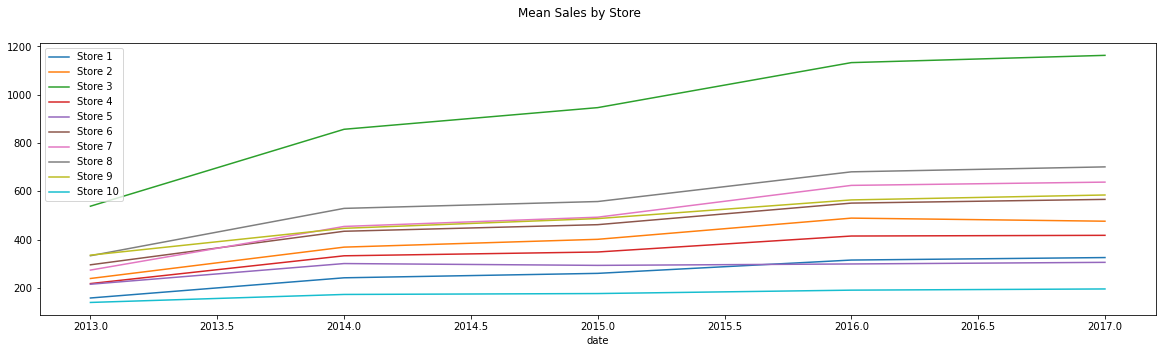 Mean Sales by Store
1200
1000
800
600
400
200
Store 1
Store 2
Store 3
Store 4
Store 5
Store 6
Store 7
Store 8
Store 9
Store 10
2013.0 2013.5 2014.0 2014.5 2015.0 2015.5 2016.0 2016.5 2017.0
date